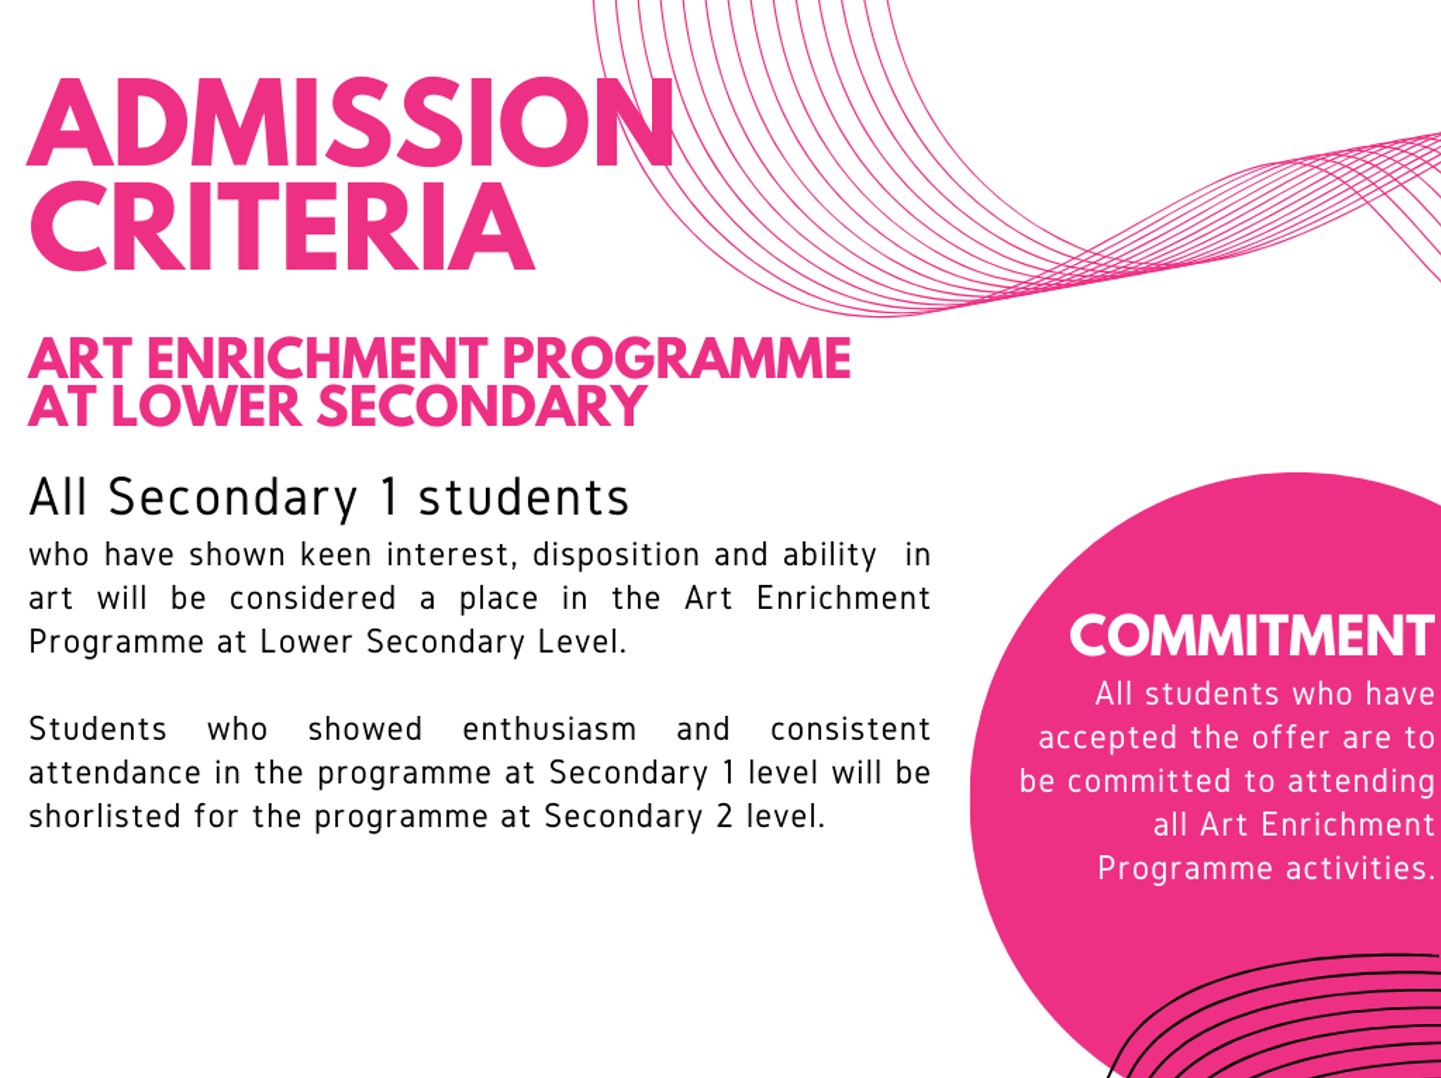 ADMISSION
CRITERIA
ART ENRICHMENT PROGRAMME
AT LOWER SECONDARY
All Secondary 1 students
who have shown keen interest, disposition and ability in
art will be considered a place in the Art Enrichment
Programme at Lower Secondary Level.
Students who showed enthusiasm and consistent
attendance in the programme at Secondary 1 level will be
shorlisted for the programme at Secondary 2 level.
COMMITMENT
All students who have
accepted the offer are to
be committed to attending
all Art Enrichment
Programme activities.